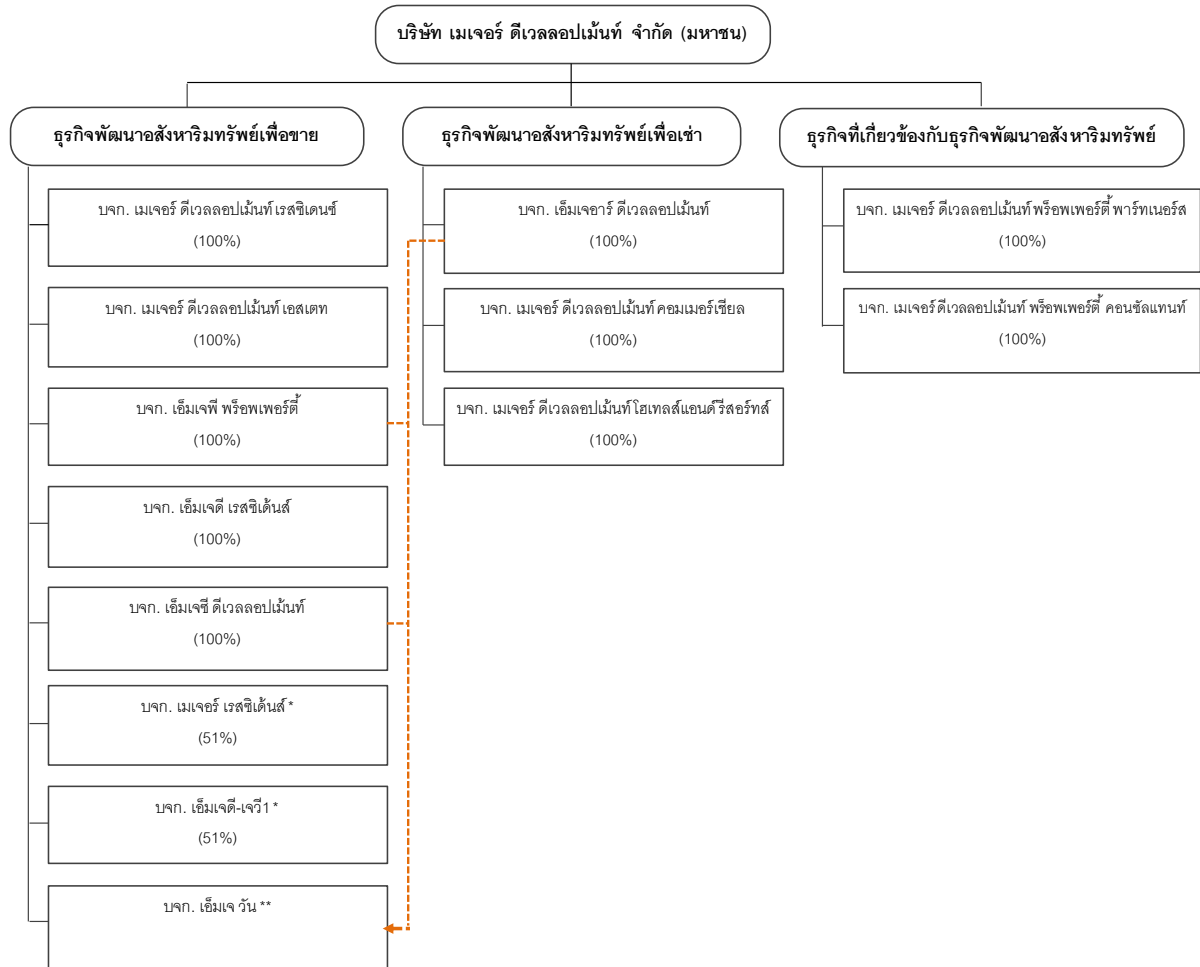 บริษัท เมเจอร์ ดีเวลลอปเม้นท์ จำกัด (มหาชน)
ธุรกิจพัฒนาอสังหาริมทรัพย์เพื่อขาย
บจก. เมเจอร์ ดีเวลลอปเม้นท์ เรสซิเดนซ์
(100%)
บจก. เมเจอร์ ดีเวลลอปเม้นท์ เอสเตท
(100%)
บจก. เอ็มเจพี พร็อพเพอร์ตี้
(100%)
บจก. เอ็มเจดี เรสซิเด้นส์
(100%)
บจก. เอ็มเจซี ดีเวลลอปเม้นท์
(100%)
บจก. เมเจอร์ เรสซิเด้นส์ *
(51%)
บจก. เอ็มเจดี-เจวี1 *
(51%)
บจก. เอ็มเจ วัน **
ธุรกิจพัฒนาอสังหาริมทรัพย์เพื่อเช่า
บจก. เอ็มเจอาร์ ดีเวลลอปเม้นท์
(100%)
บจก. เมเจอร์ ดีเวลลอปเม้นท์ คอมเมอร์เชียล
(100%)
บจก. เมเจอร์ ดีเวลลอปเม้นท์ โฮเทลส์ แอนด์ รีสอร์ทส์
(100%)
ธุรกิจที่เกี่ยวข้องกับธุรกิจพัฒนาอสังหาริมทรัพย์
บจก. เมเจอร์ ดีเวลลอปเม้นท์ พร็อพเพอร์ตี้ พาร์ทเนอร์ส
(100%)
บจก. เมเจอร์ ดีเวลลอปเม้นท์ พร็อพเพอร์ตี้ คอนซัลแทนท์
(100%)